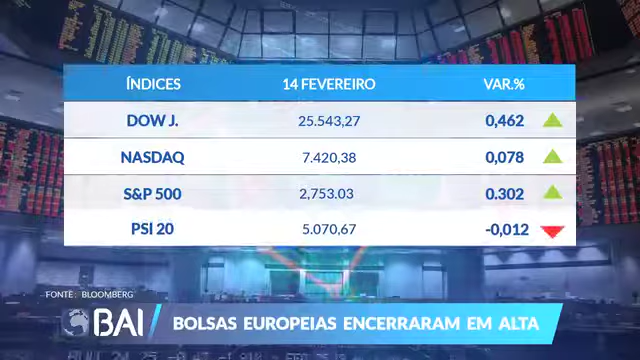 ÍNDICES 14 FEVEREIRO VAR.%
DOW J. 25.543,27 0,462
NASDAQ 7.420,38 0,078
S&P 500 2,753.03 0.302
PSI 20 5.070,67 -0,012
FONTE: BLOOMBERG
BAI BOLSAS EUROPEIAS ENCERRARAM EM ALTA